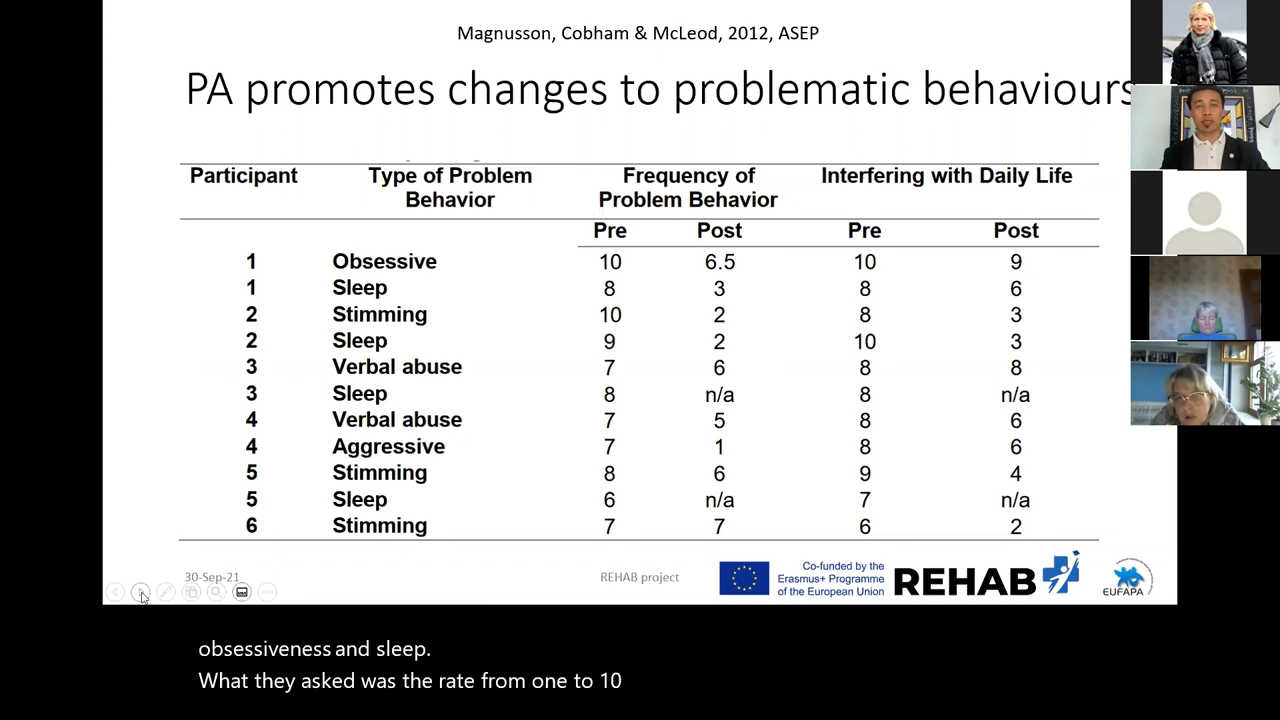 Magnusson, Cobham & McLeod, 2012, ASEP
PA promotes changes to problematic behaviours
Participant Type of Problem Behavior Frequency of Problem Behavior Interfering with Daily Life
Pre Post Pre Post
1 Obsessive 10 6.5 10 9
1 Sleep 8 3 8 6
2 Stimming 10 2 8 3
2 Sleep 9 2 10 3
3 Verbal abuse 7 6 8 8
3 Sleep 8 n/a 8 n/a
4 Verbal abuse 7 5 8 6
4 Aggressive 7 1 8 6
5 Stimming 8 6 9 4
5 Sleep 6 n/a 7 n/a
6 Stimming 7 7 6 2
30-Sep-21
REHAB project
Co-funded by the
Erasmus+ Programme
of the European Union
REHAB
EUFAPA
obsessiveness and sleep.
What they asked was the rate from one to 10